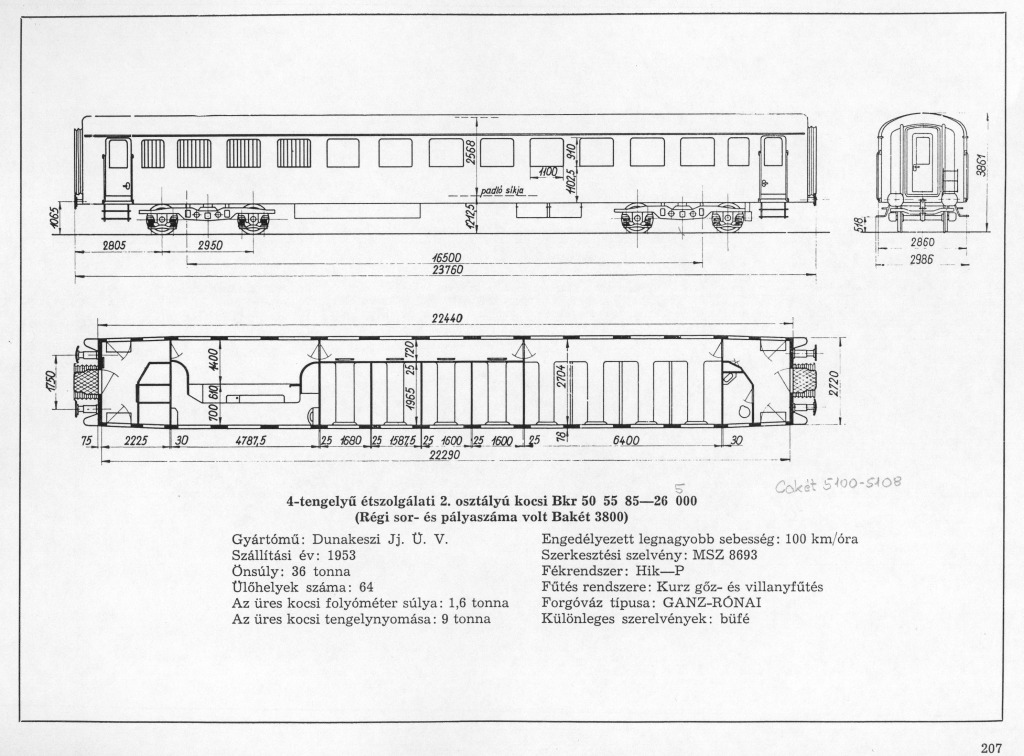 2568
910
1100
1102,5
padló síkja
1065
1212,5
2805
2950
16500
23760
3861
518
2860
2986
22440
1750
1400
610
700
720
25
1965
2704
2720
75
2225
30
4787,5
25
1680
25
1587,5
25
1600
25
1600
25
78
6400
30
22290
5
Cakét 5100-5108
4-tengelyű étszolgálati 2. osztályú kocsi Bkr 50 55 85—26 000
(Régi sor- és pályaszáma volt Bakét 3800)
Gyártómű: Dunakeszi Jj. Ü. V.
Szállítási év: 1953
Önsúly: 36 tonna
Ülőhelyek száma: 64
Az üres kocsi folyóméter súlya: 1,6 tonna
Az üres kocsi tengelynyomása: 9 tonna
Engedélyezett legnagyobb sebesség: 100 km/óra
Szerkesztési szelvény: MSZ 8693
Fékrendszer: Hik—P
Fűtés rendszere: Kurz gőz- és villanyfűtés
Forgóváz típusa: GANZ-RÓNAI
Különleges szerelvények: büfé
207